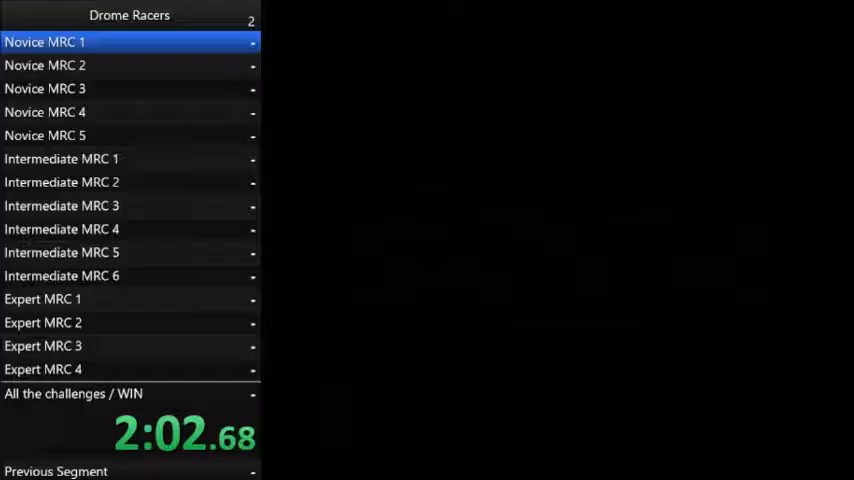 Drome Racers
2
Novice MRC 1 -
Novice MRC 2 -
Novice MRC 3 -
Novice MRC 4 -
Novice MRC 5 -
Intermediate MRC 1 -
Intermediate MRC 2 -
Intermediate MRC 3 -
Intermediate MRC 4 -
Intermediate MRC 5 -
Intermediate MRC 6 -
Expert MRC 1 -
Expert MRC 2 -
Expert MRC 3 -
Expert MRC 4 -
All the challenges / WIN -
2:02.68
Previous Segment -